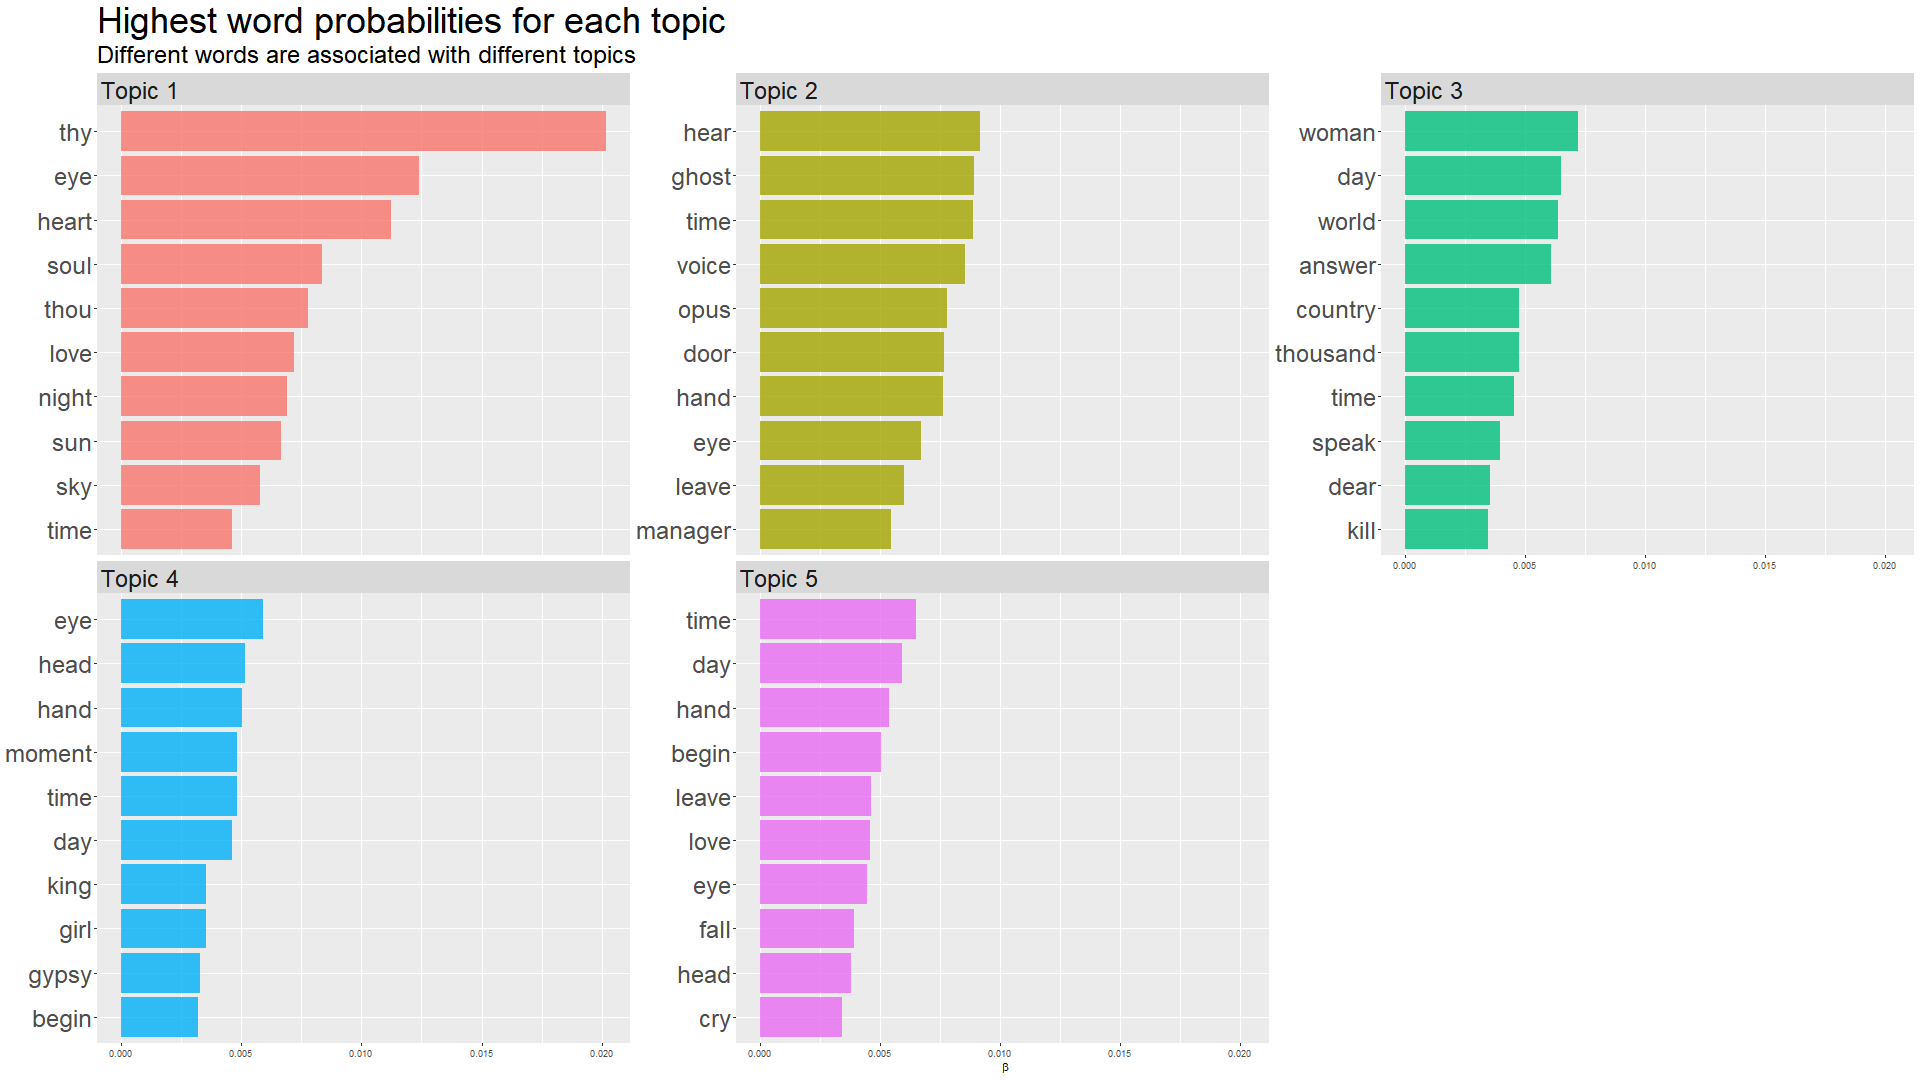 Highest word probabilities for each topic
Different words are associated with different topics
Topic 1
thy
eye
heart
soul
thou
love
night
sun
sky
time
Topic 2
hear
ghost
time
voice
opus
door
hand
eye
leave
manager
Topic 3
woman
day
world
answer
country
thousand
time
speak
dear
kill
0.000 0.005 0.010 0.015 0.020
Topic 4
eye
head
hand
moment
time
day
king
girl
gypsy
begin
0.000 0.005 0.010 0.015 0.020
Topic 5
time
day
hand
begin
leave
love
eye
fall
head
cry
0.000 0.005 0.010 0.015 0.020
β